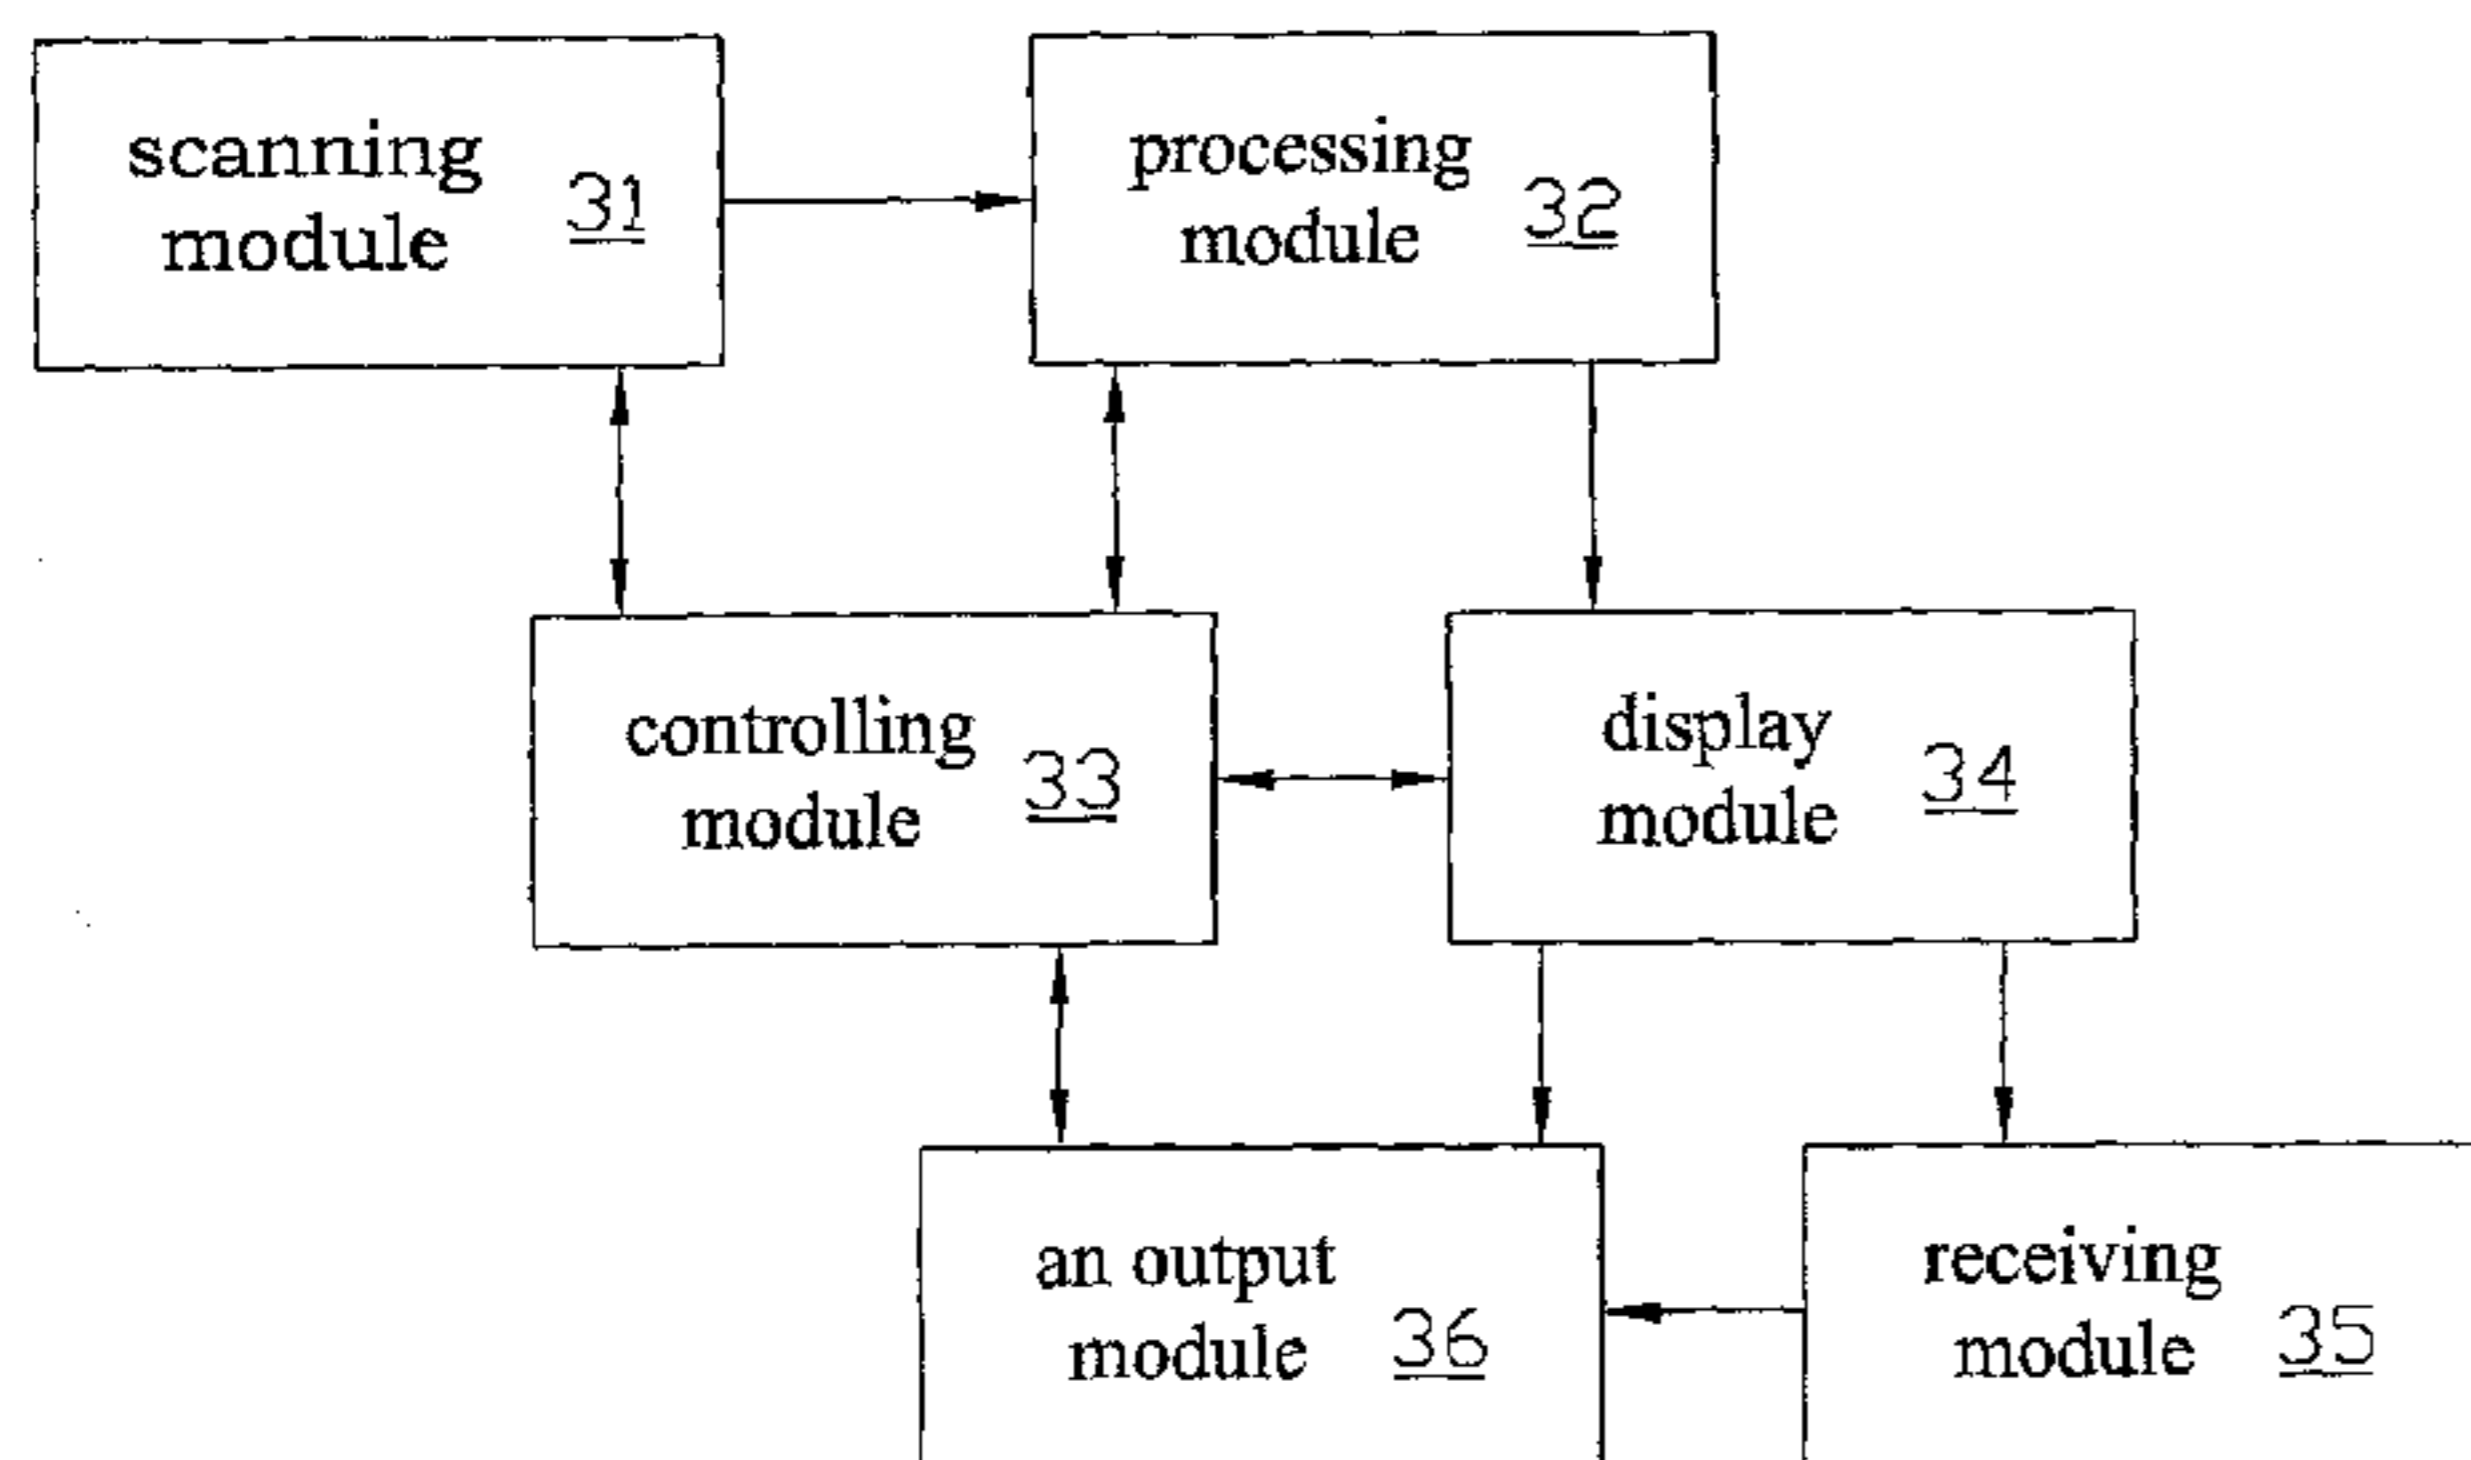 scanning
module 31
processing
module 32
controlling
module 33
display
module 34
an output
module 36
receiving
module 35